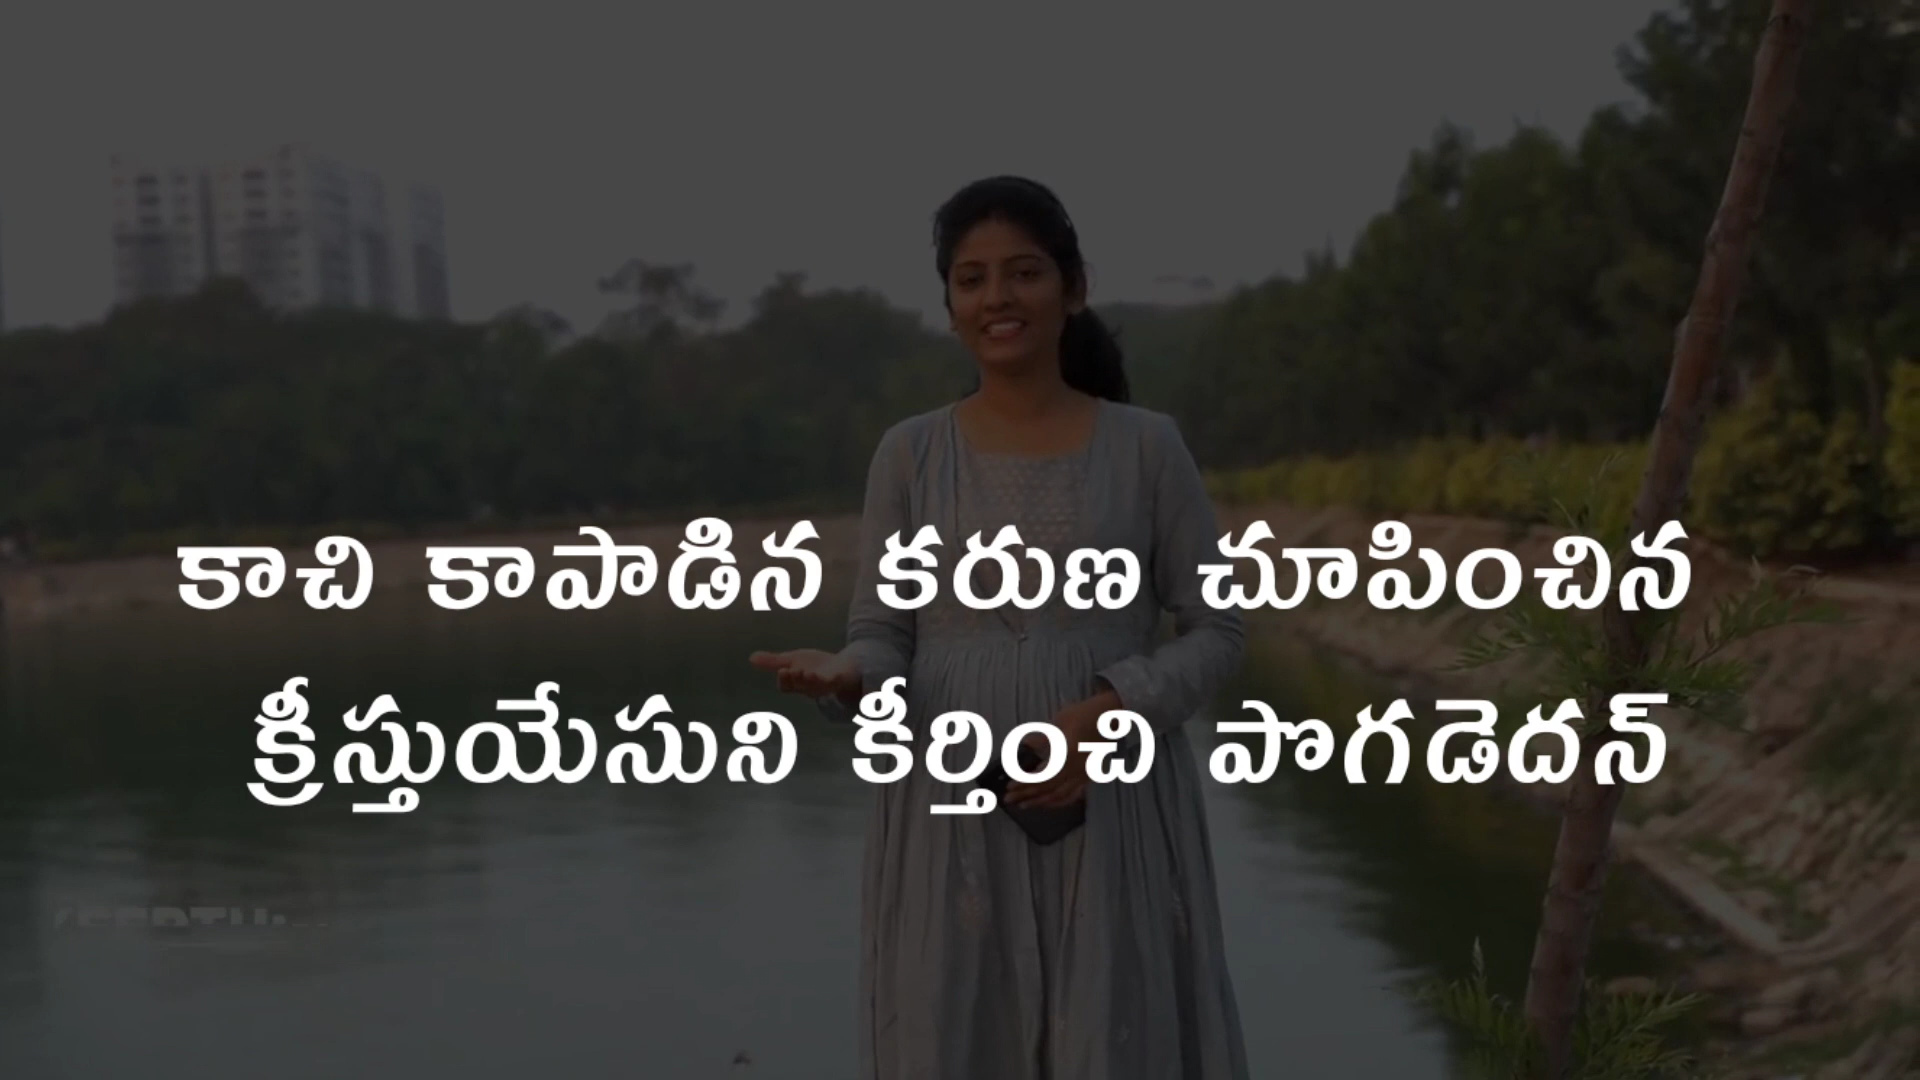 కాచి కాపాడిన కరుణ చూపించిన
క్రీస్తుయేసుని కీర్తించి పొగడెదన్